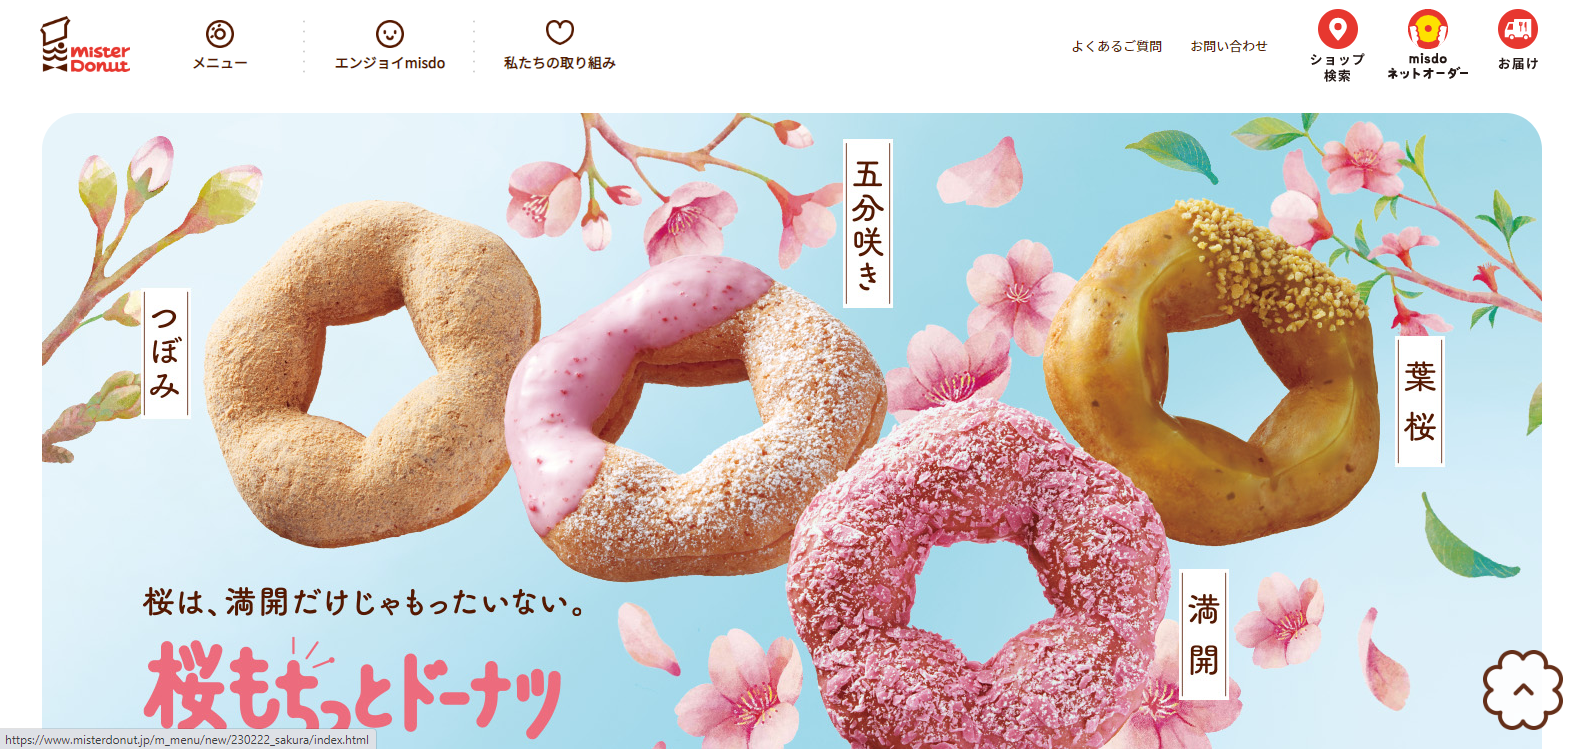 mister
Donut
メニュー
エンジョイmisdo
私たちの取り組み
よくあるご質問
お問い合わせ
ショップ
検索
misdo
ネットオーダー
お届け
つぼみ
五分咲き
葉桜
満開
桜は、満開だけじゃもったいない。
桜もちっとドーナツ
https://www.misterdonut.jp/m_menu/new/230222_sakura/index.html